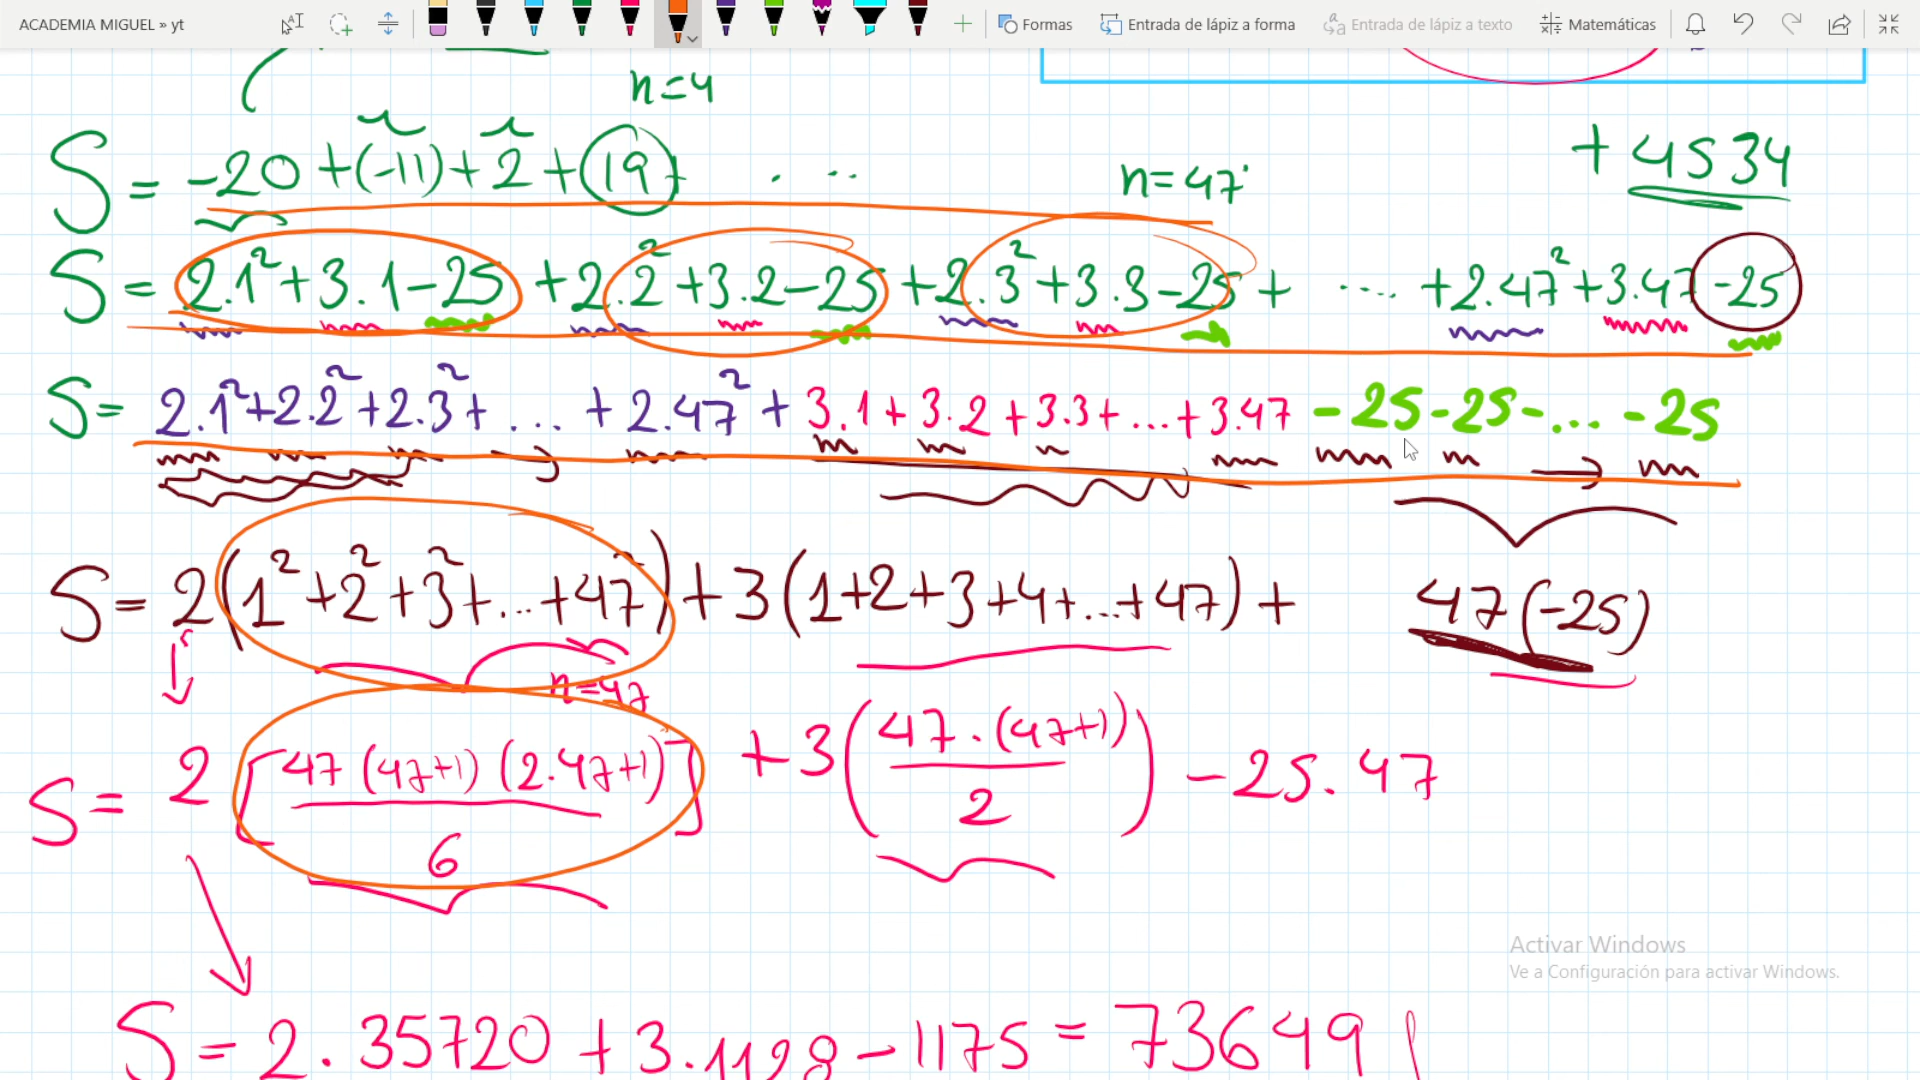 ACADEMIA MIGUEL » yt
Formas
Entrada de lápiz a forma
Entrada de lápiz a texto
Matemáticas
n=4
S = -20 +(-11)+ 2 + 19 . . . n=47 + 4534
S = 2.1²+3.1-25 +2.2²+3.2-25+2.3²+3.3-25+ .... +2.47²+3.47 -25
S= 2.1²+2.2²+2.3²+ ... + 2.47² + 3.1+3.2+3.3+...+3.47 -25-25-... -25
S= 2(1²+2²+3²+...+47²)+3(1+2+3+4+...+47)+ 47(-25)
n=47
S= 2 [47(47+1)(2.47+1)/6] +3(47.(47+1)/2) -25.47
S = 2.35720 + 3.1128 - 1175 = 73649
Activar Windows
Ve a Configuración para activar Windows.